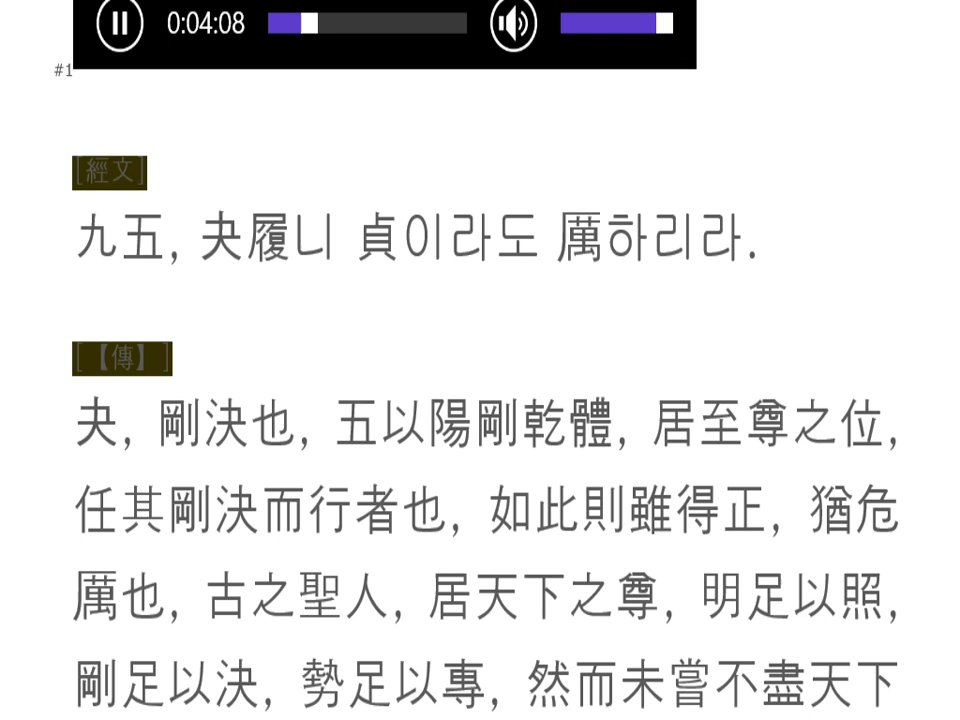 0:04:08
#1
[經文]
九五, 夬履니 貞이라도 厲하리라.
[【傳】]
夬, 剛決也, 五以陽剛乾體, 居至尊之位,
任其剛決而行者也, 如此則雖得正, 猶危
厲也, 古之聖人, 居天下之尊, 明足以照,
剛足以決, 勢足以專, 然而未嘗不盡天下